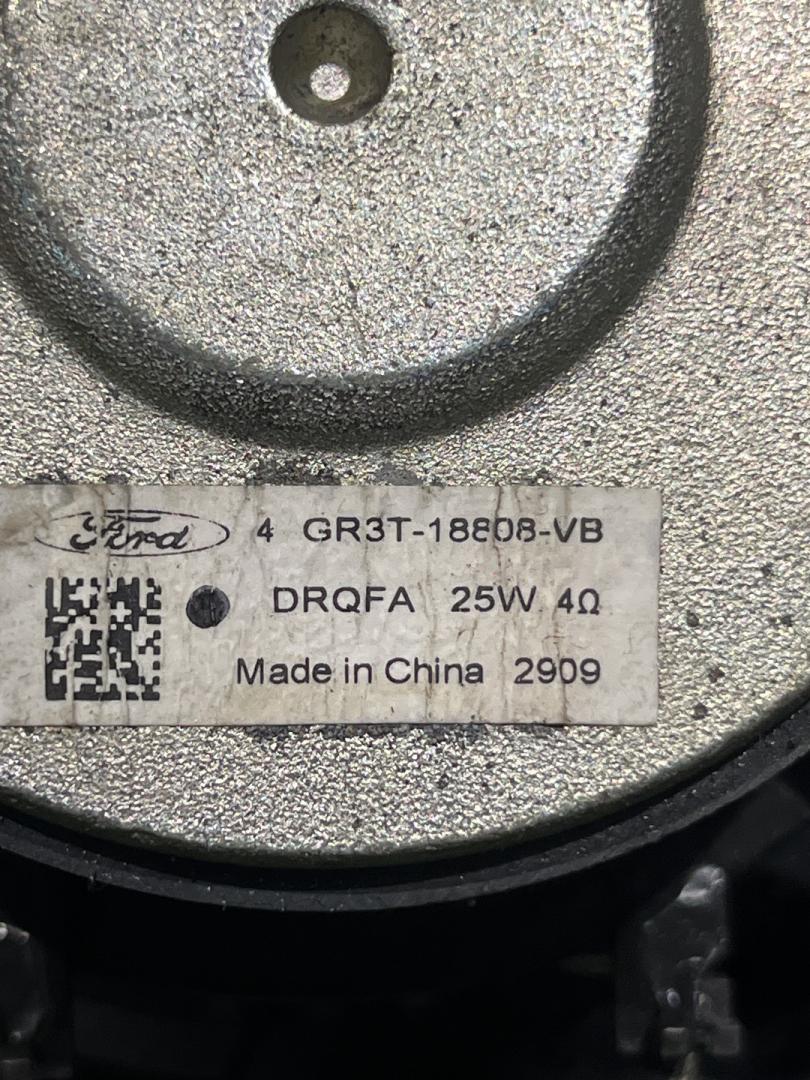 Ford 4 GR3T-18808-VB
DRQFA 25W 4Ω
Made in China 2909